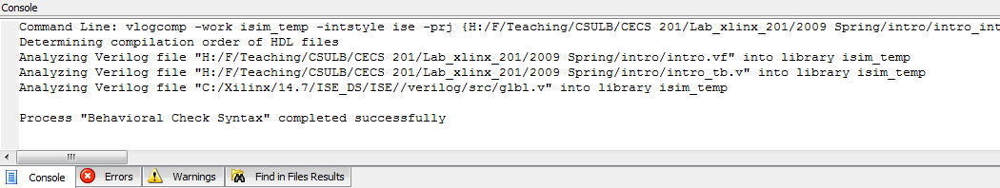 Console
Command Line: vlogcomp -work isim_temp -intstyle ise -prj {H:/F/Teaching/CSULB/CECS 201/Lab_xlinx_201/2009 Spring/intro/intro_int
Determining compilation order of HDL files
Analyzing Verilog file "H:/F/Teaching/CSULB/CECS 201/Lab_xlinx_201/2009 Spring/intro/intro.vf" into library isim_temp
Analyzing Verilog file "H:/F/Teaching/CSULB/CECS 201/Lab_xlinx_201/2009 Spring/intro/intro_tb.v" into library isim_temp
Analyzing Verilog file "C:/Xilinx/14.7/ISE_DS/ISE//verilog/src/glbl.v" into library isim_temp
Process "Behavioral Check Syntax" completed successfully
Console Errors Warnings Find in Files Results